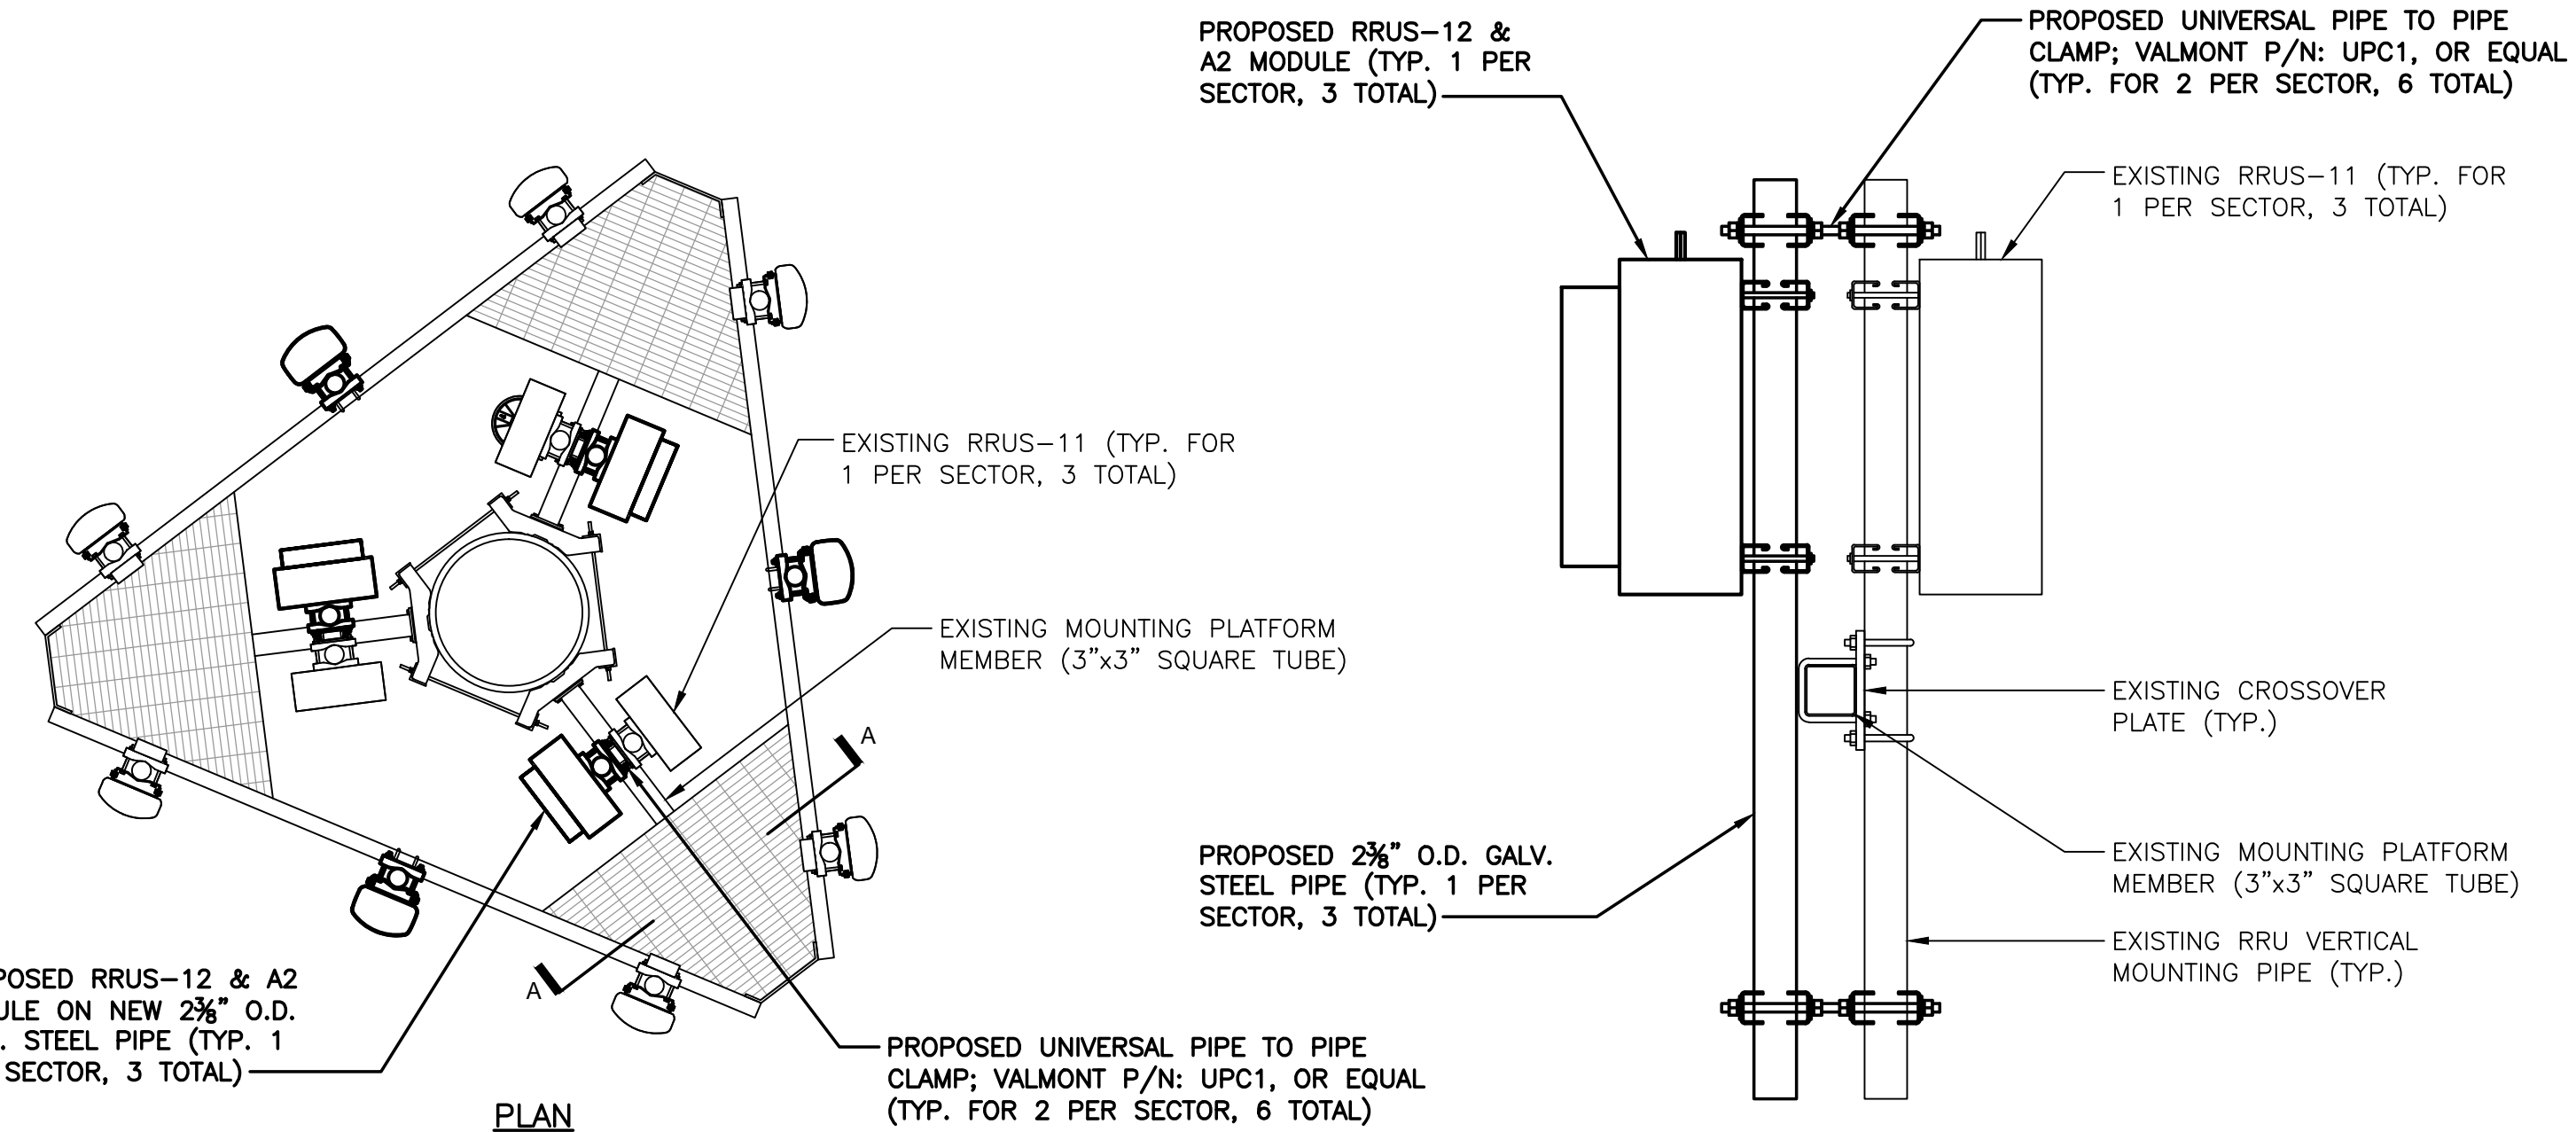 PROPOSED RRUS-12 &
A2 MODULE (TYP. 1 PER
SECTOR, 3 TOTAL)
PROPOSED UNIVERSAL PIPE TO PIPE
CLAMP; VALMONT P/N: UPC1, OR EQUAL
(TYP. FOR 2 PER SECTOR, 6 TOTAL)
EXISTING RRUS-11 (TYP. FOR
1 PER SECTOR, 3 TOTAL)
EXISTING RRUS-11 (TYP. FOR
1 PER SECTOR, 3 TOTAL)
EXISTING MOUNTING PLATFORM
MEMBER (3"x3" SQUARE TUBE)
A
A
EXISTING CROSSOVER
PLATE (TYP.)
PROPOSED 2⅜" O.D. GALV.
STEEL PIPE (TYP. 1 PER
SECTOR, 3 TOTAL)
EXISTING MOUNTING PLATFORM
MEMBER (3"x3" SQUARE TUBE)
EXISTING RRU VERTICAL
MOUNTING PIPE (TYP.)
POSED RRUS-12 & A2
ULE ON NEW 2⅜" O.D.
. STEEL PIPE (TYP. 1
SECTOR, 3 TOTAL)
PROPOSED UNIVERSAL PIPE TO PIPE
CLAMP; VALMONT P/N: UPC1, OR EQUAL
(TYP. FOR 2 PER SECTOR, 6 TOTAL)
PLAN